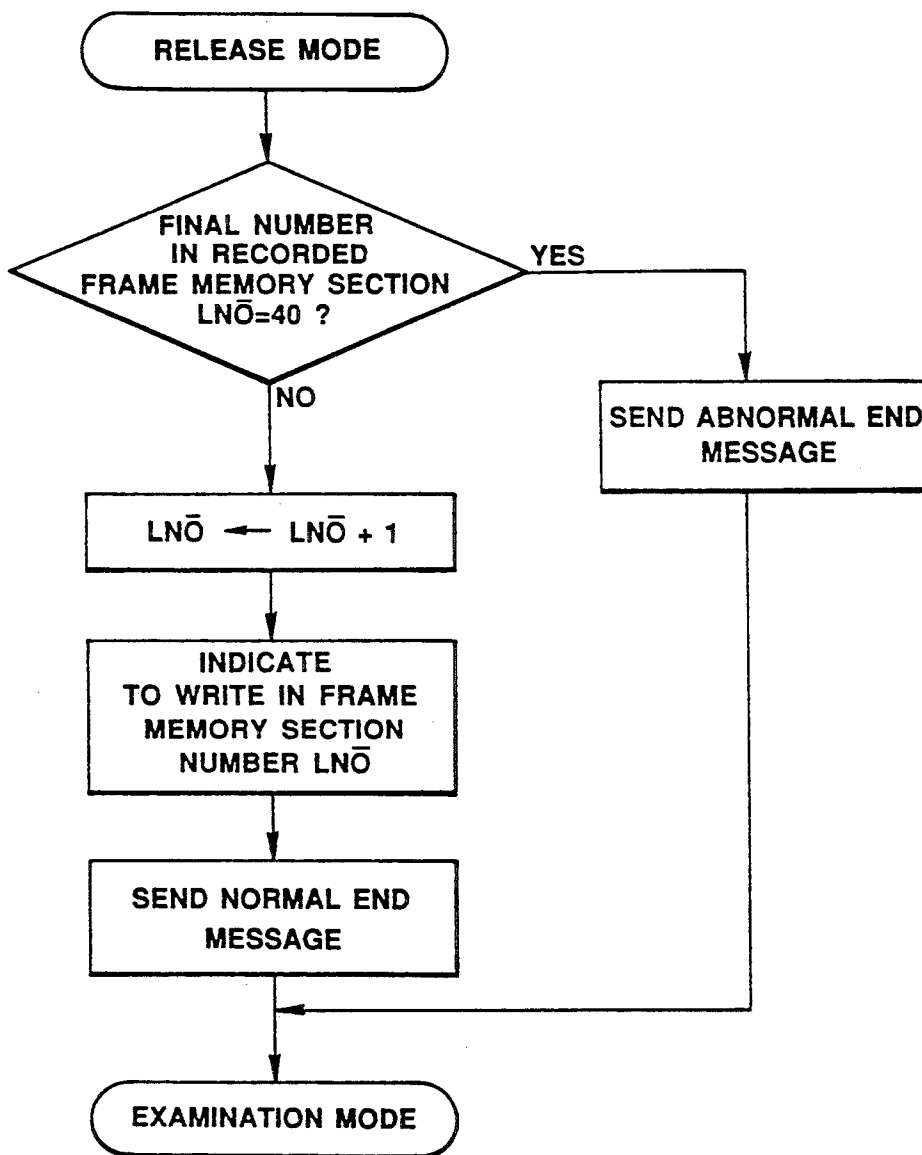 RELEASE MODE
FINAL NUMBER
IN RECORDED
FRAME MEMORY SECTION
LNŌ=40 ?
YES
NO
SEND ABNORMAL END
MESSAGE
LNŌ ← LNŌ + 1
INDICATE
TO WRITE IN FRAME
MEMORY SECTION
NUMBER LNŌ
SEND NORMAL END
MESSAGE
EXAMINATION MODE